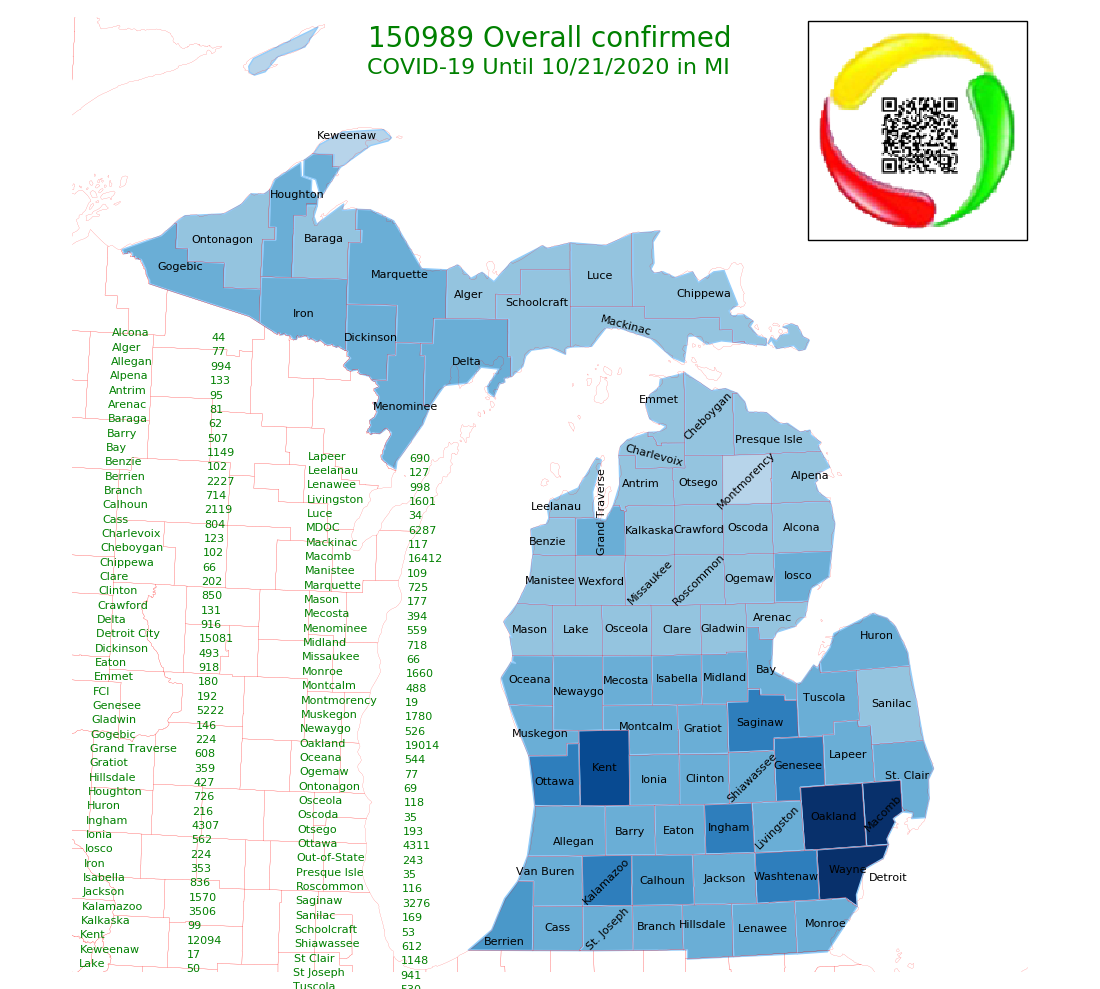 150989 Overall confirmed
COVID-19 Until 10/21/2020 in MI
Keweenaw
Houghton
Ontonagon
Baraga
Gogebic
Marquette
Luce
Alger
Schoolcraft
Chippewa
Iron
Mackinac
Dickinson
Delta
Menominee
Emmet
Cheboygan
Presque Isle
Charlevoix
Antrim
Otsego
Montmorency
Alpena
Leelanau
Grand Traverse
Benzie
Kalkaska
Crawford
Oscoda
Alcona
Manistee
Wexford
Missaukee
Roscommon
Ogemaw
Iosco
Mason
Lake
Osceola
Clare
Gladwin
Arenac
Huron
Oceana
Newaygo
Mecosta
Isabella
Midland
Bay
Tuscola
Sanilac
Muskegon
Montcalm
Gratiot
Saginaw
Ottawa
Kent
Ionia
Clinton
Shiawassee
Genesee
Lapeer
St. Clair
Allegan
Barry
Eaton
Ingham
Livingston
Oakland
Macomb
Van Buren
Kalamazoo
Calhoun
Jackson
Washtenaw
Wayne
Detroit
Berrien
Cass
St. Joseph
Branch
Hillsdale
Lenawee
Monroe
Alcona 44
Alger 77
Allegan 994
Alpena 133
Antrim 95
Arenac 81
Baraga 62
Barry 507
Bay 1149
Benzie 102
Berrien 2227
Branch 714
Calhoun 2119
Cass 804
Charlevoix 123
Cheboygan 102
Chippewa 66
Clare 202
Clinton 850
Crawford 131
Delta 916
Detroit City 15081
Dickinson 493
Eaton 918
Emmet 180
FCI 192
Genesee 5222
Gladwin 146
Gogebic 224
Grand Traverse 608
Gratiot 359
Hillsdale 427
Houghton 726
Huron 216
Ingham 4307
Ionia 562
Iosco 224
Iron 353
Isabella 836
Jackson 1570
Kalamazoo 3506
Kalkaska 99
Kent 12094
Keweenaw 17
Lake 50
Lapeer 690
Leelanau 127
Lenawee 998
Livingston 1601
Luce 34
MDOC 6287
Mackinac 117
Macomb 16412
Manistee 109
Marquette 725
Mason 177
Mecosta 394
Menominee 559
Midland 718
Missaukee 66
Monroe 1660
Montcalm 488
Montmorency 19
Muskegon 1780
Newaygo 526
Oakland 19014
Oceana 544
Ogemaw 77
Ontonagon 69
Osceola 118
Oscoda 35
Otsego 193
Ottawa 4311
Out-of-State 243
Presque Isle 35
Roscommon 116
Saginaw 3276
Sanilac 169
Schoolcraft 53
Shiawassee 612
St Clair 1148
St Joseph 941
Tuscola 530